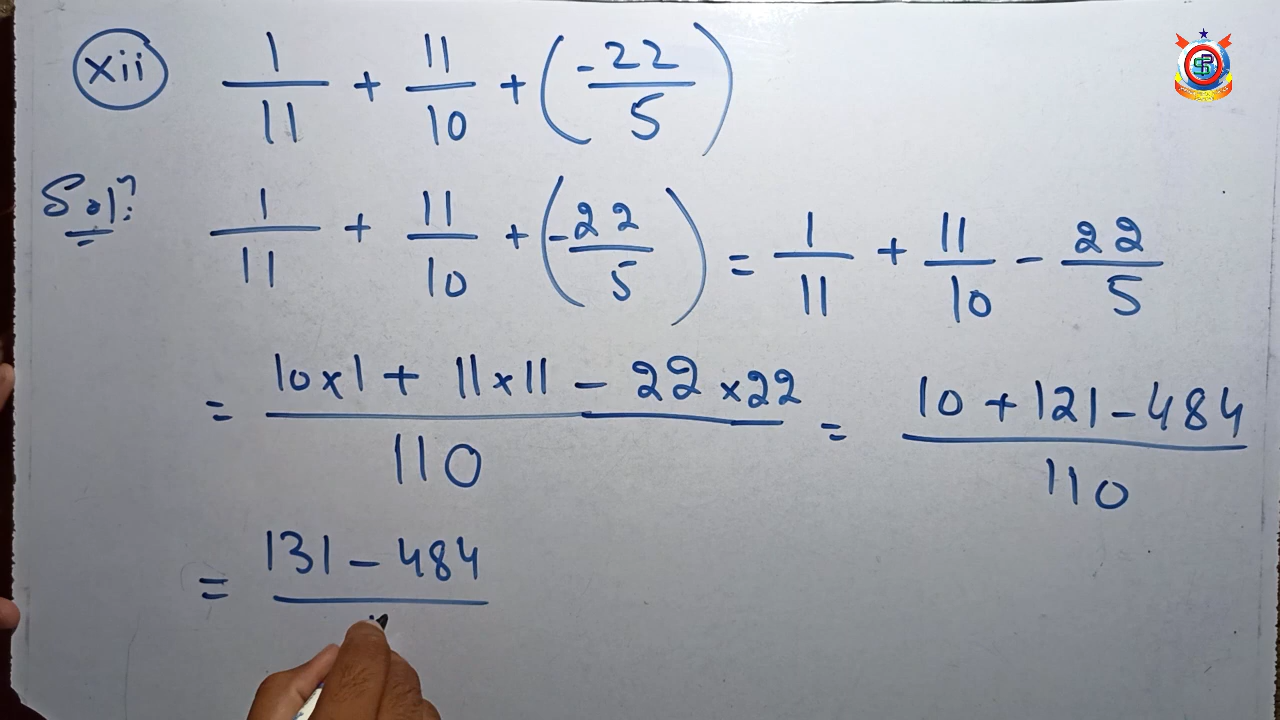 (xii) 1/11 + 11/10 + (-22/5)
Sol?:
1/11 + 11/10 + (-22/5) = 1/11 + 11/10 - 22/5
= (10×1 + 11×11 - 22×22)/110 = (10 + 121 - 484)/110
= (131 - 484)/